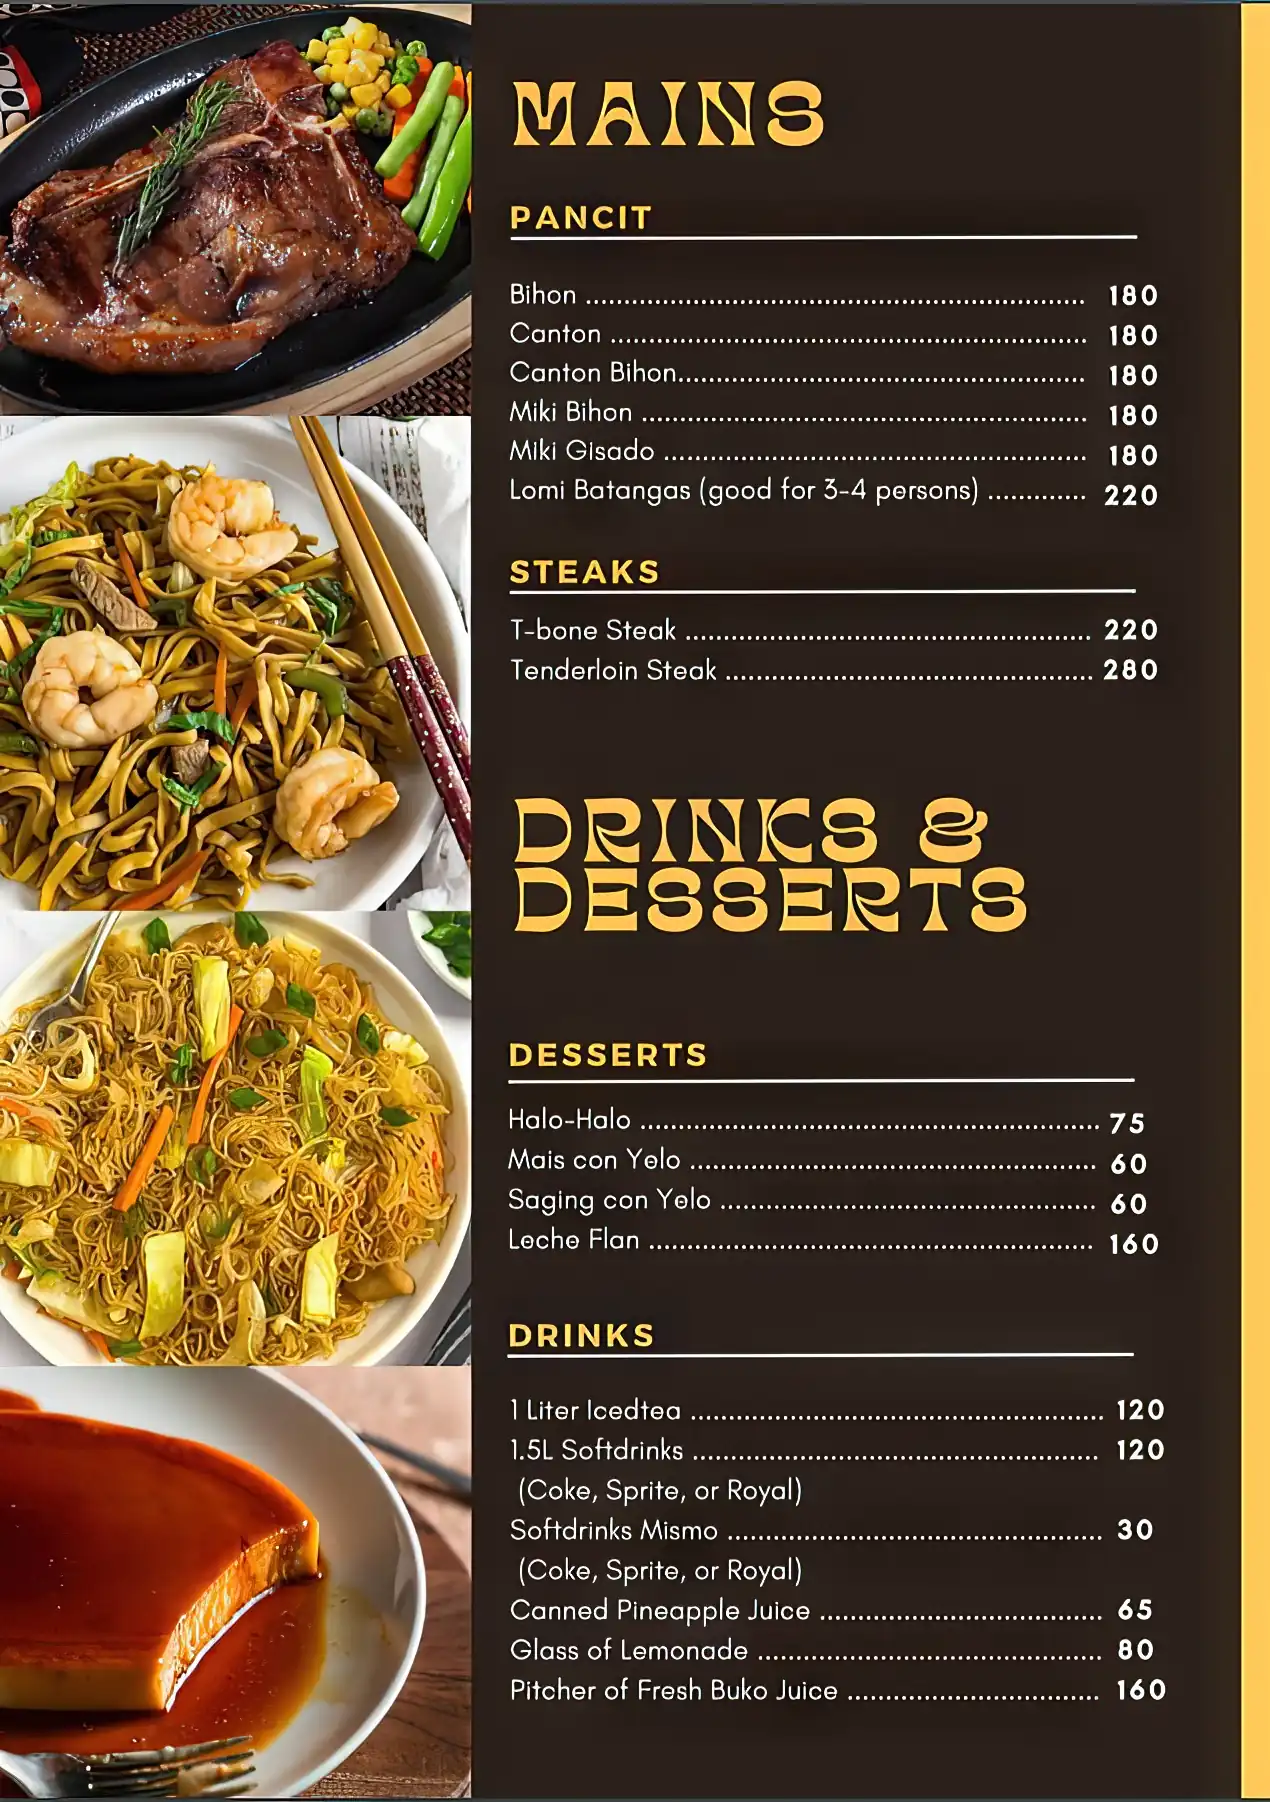 MAINS
PANCIT
Bihon ........................ 180
Canton ........................ 180
Canton Bihon........................ 180
Miki Bihon ........................ 180
Miki Gisado ........................ 180
Lomi Batangas (good for 3-4 persons) ............. 220
STEAKS
T-bone Steak ........................ 220
Tenderloin Steak ........................ 280
DRINKS &
DESSERTS
DESSERTS
Halo-Halo ........................ 75
Mais con Yelo ........................ 60
Saging con Yelo ........................ 60
Leche Flan ........................ 160
DRINKS
1 Liter Icedtea ........................ 120
1.5L Softdrinks ........................ 120
(Coke, Sprite, or Royal)
Softdrinks Mismo ........................ 30
(Coke, Sprite, or Royal)
Canned Pineapple Juice ........................ 65
Glass of Lemonade ........................ 80
Pitcher of Fresh Buko Juice ........................ 160